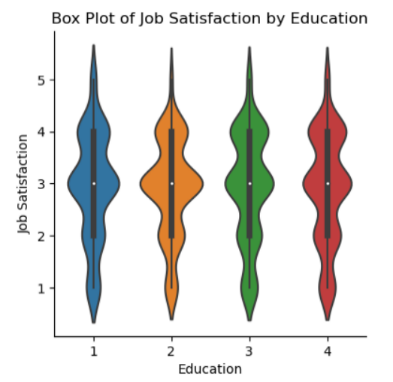 Box Plot of Job Satisfaction by Education
5
4
3
2
1
Job Satisfaction
1 2 3 4
Education